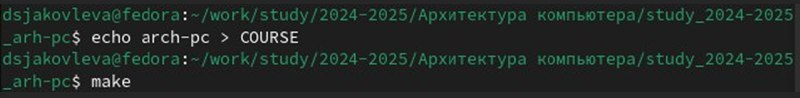 dsjakovleva@fedora:~/work/study/2024-2025/Архитектура компьютера/study_2024-2025
_arh-pc$ echo arch-pc > COURSE
dsjakovleva@fedora:~/work/study/2024-2025/Архитектура компьютера/study_2024-2025
_arh-pc$ make